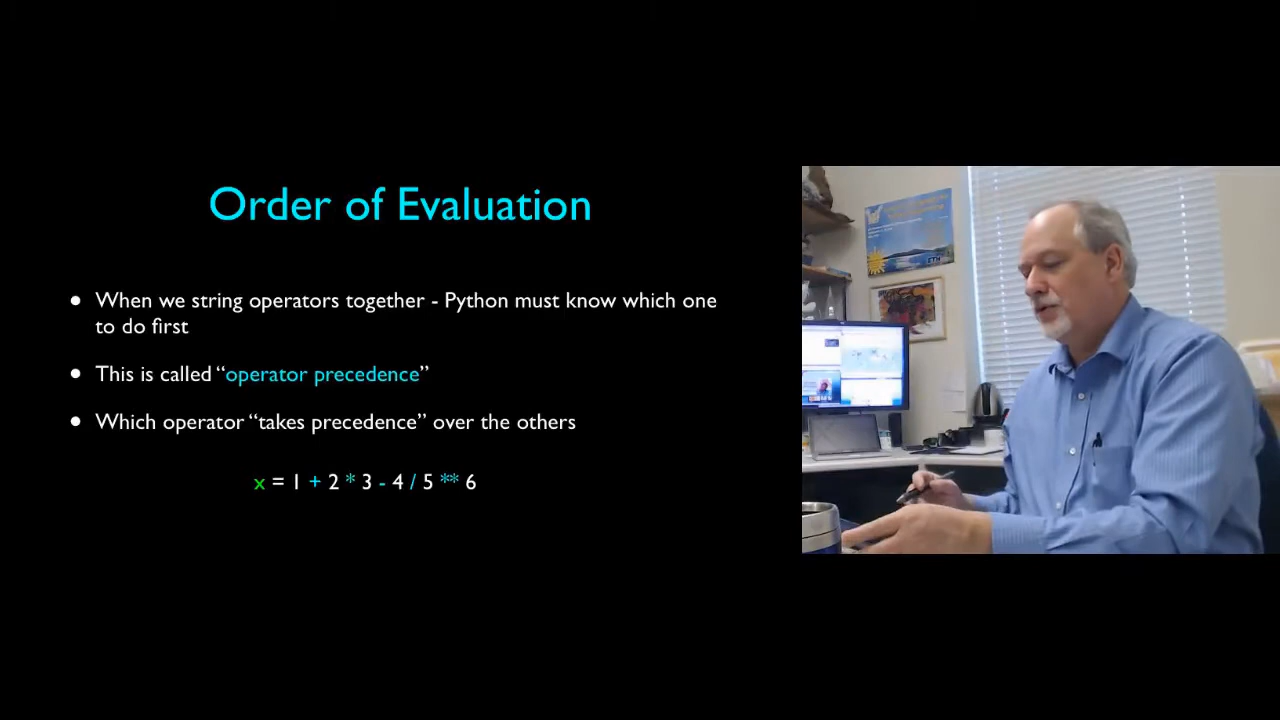 Order of Evaluation
● When we string operators together - Python must know which one
to do first
● This is called “operator precedence”
● Which operator “takes precedence” over the others
x = 1 + 2 * 3 - 4 / 5 ** 6